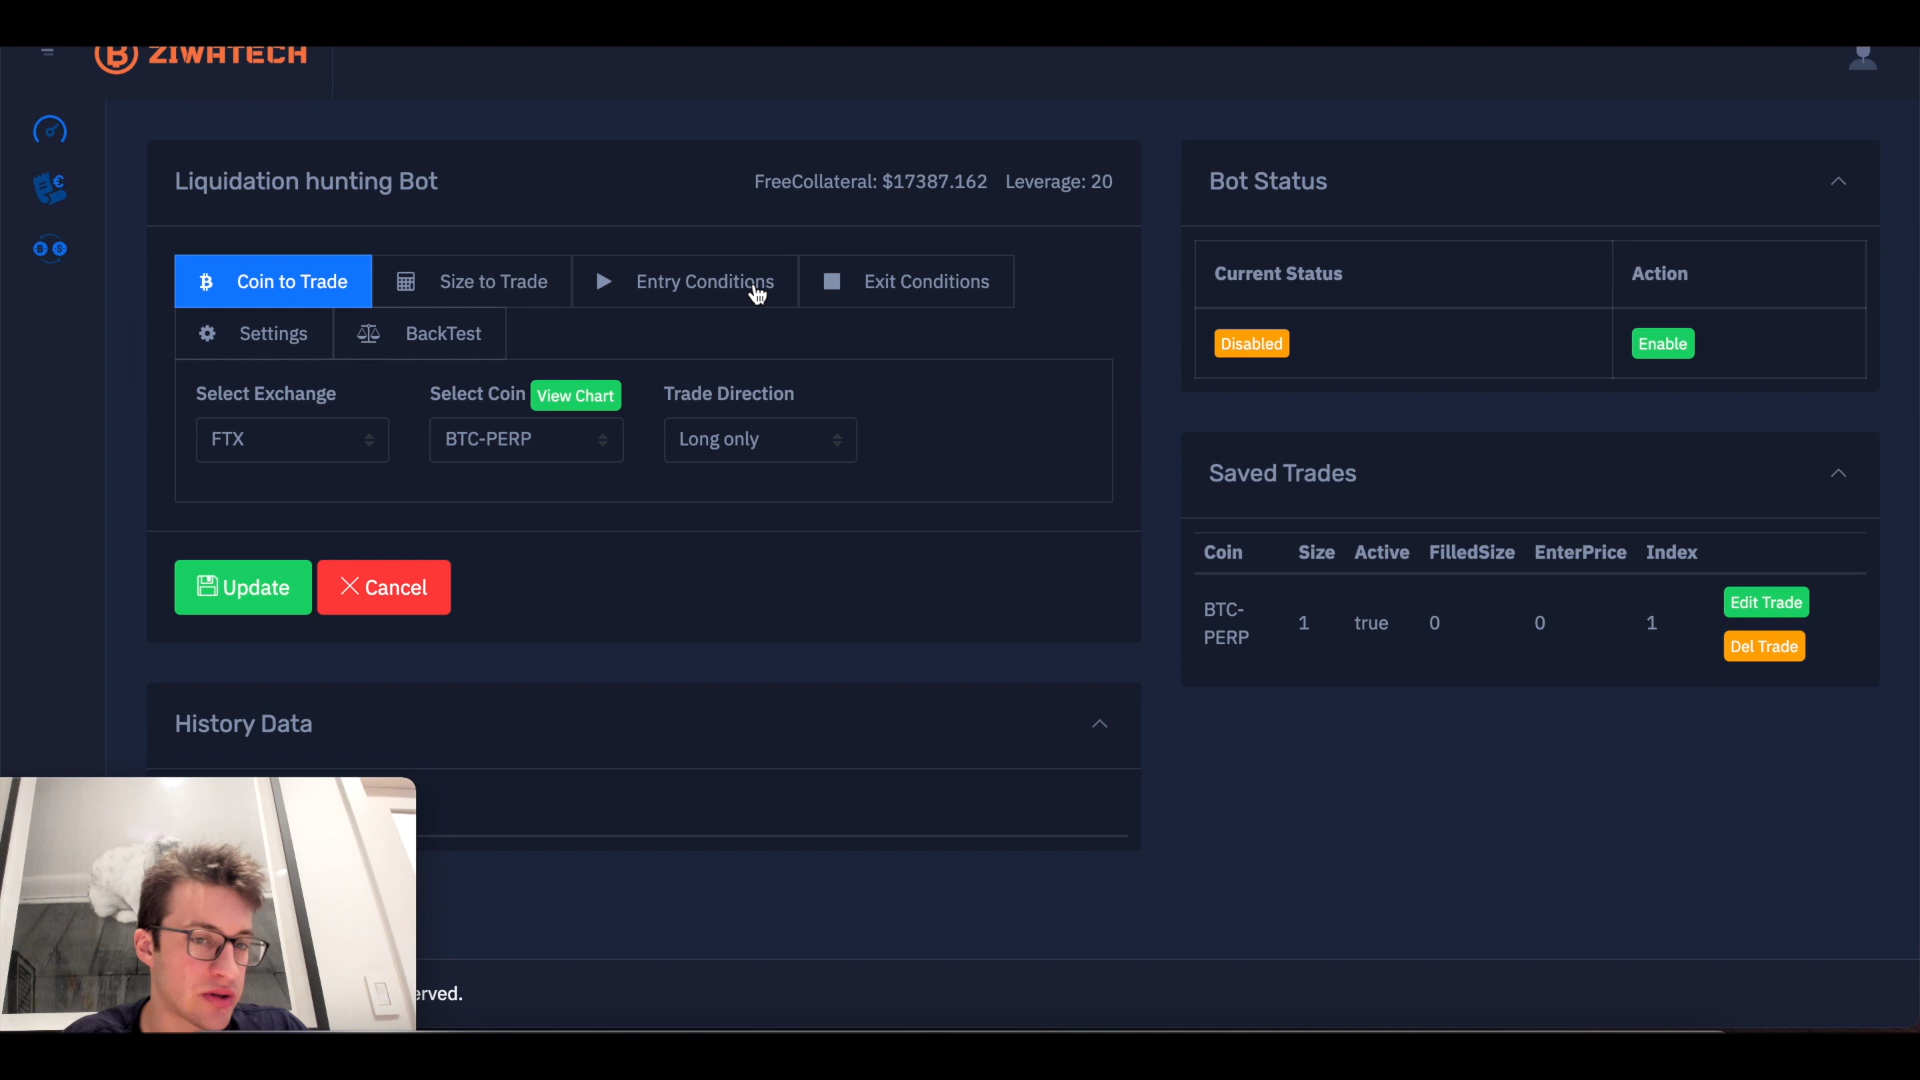 ZIWATECH
Liquidation hunting Bot
FreeCollateral: $17387.162 Leverage: 20
Coin to Trade
Size to Trade
Entry Conditions
Exit Conditions
Settings
BackTest
Select Exchange
Select Coin View Chart
Trade Direction
FTX
BTC-PERP
Long only
Update
Cancel
History Data
erved.
Bot Status
Current Status Action
Disabled Enable
Saved Trades
Coin Size Active FilledSize EnterPrice Index
BTC-
PERP
1 true 0 0 1
Edit Trade
Del Trade